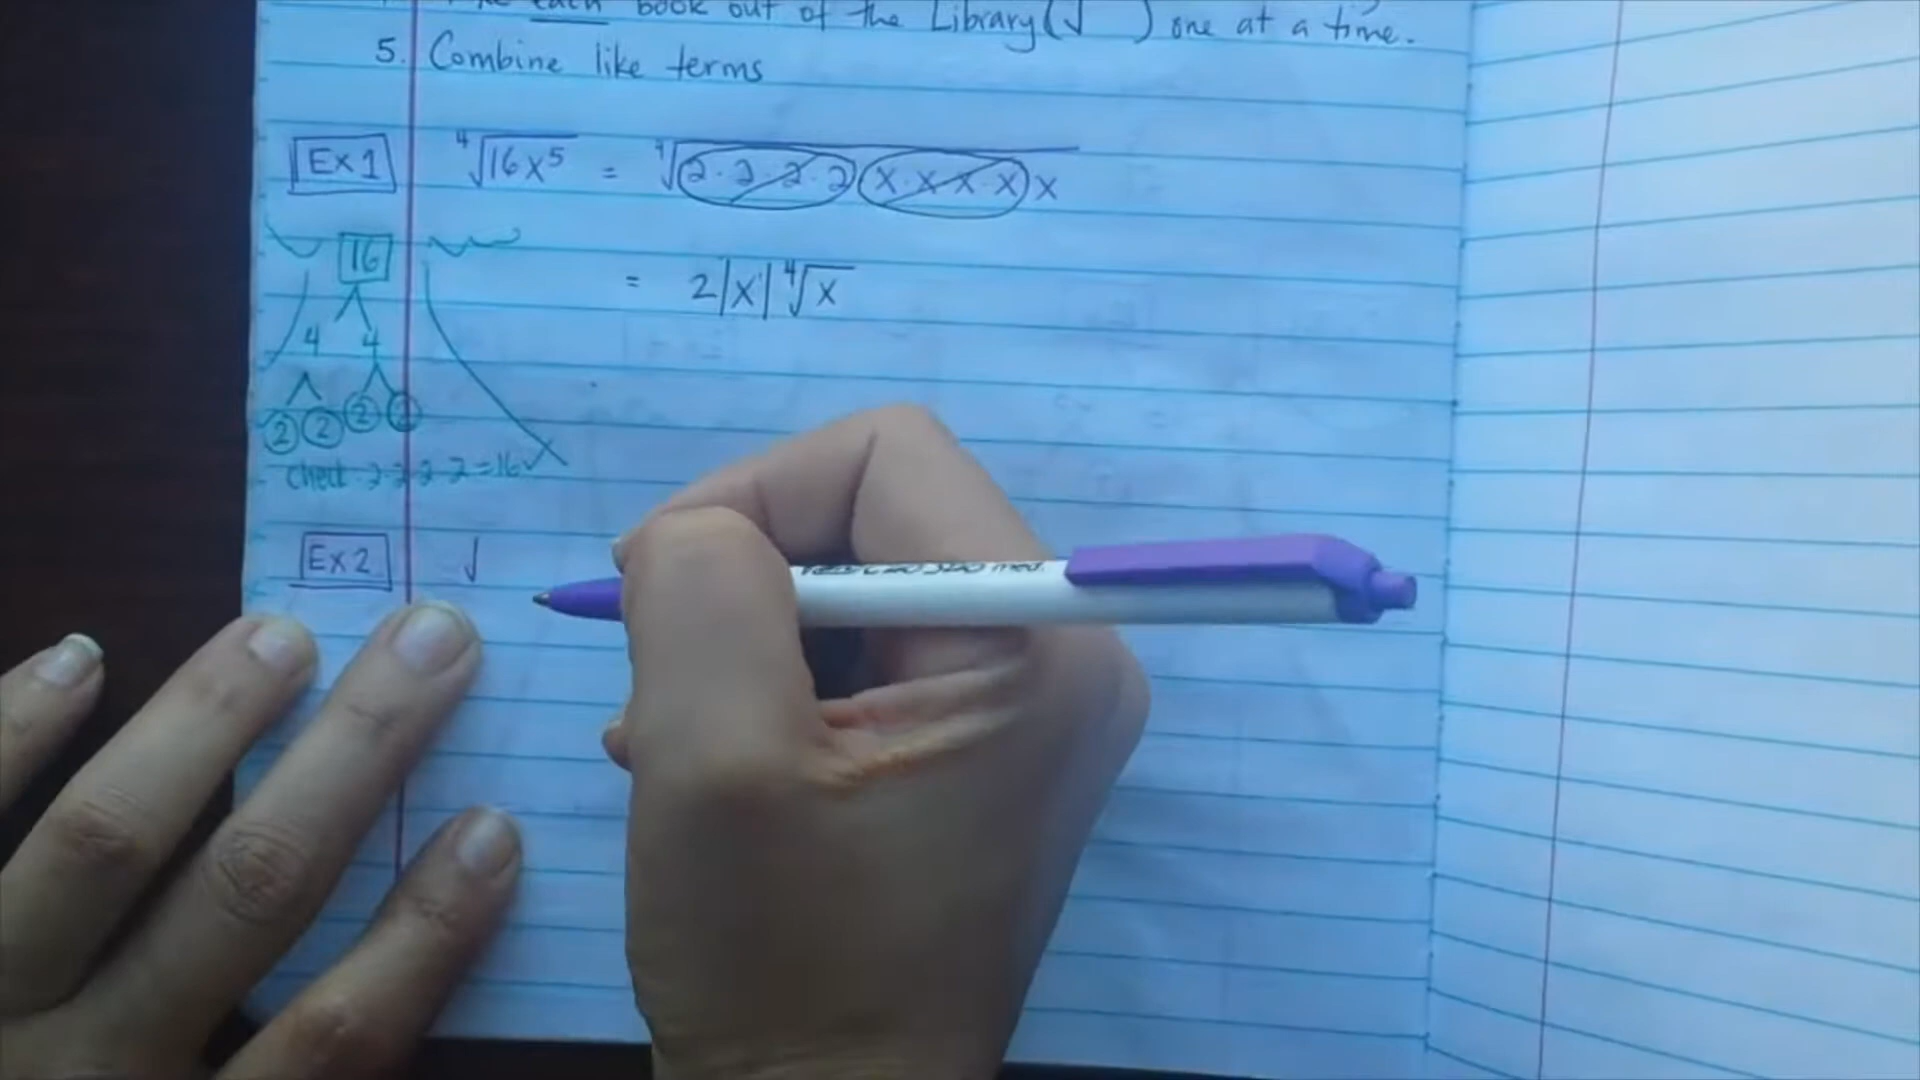 each book out of the Library (√ ) one at a time.
5. Combine like terms
Ex 1 ⁴√16x⁵ = ⁴√2·2·2·2 x·x·x·x x
= 2|x| ⁴√x
16
4 4
2 2 2 2
Check 2·2·2·2=16✓
Ex 2 √